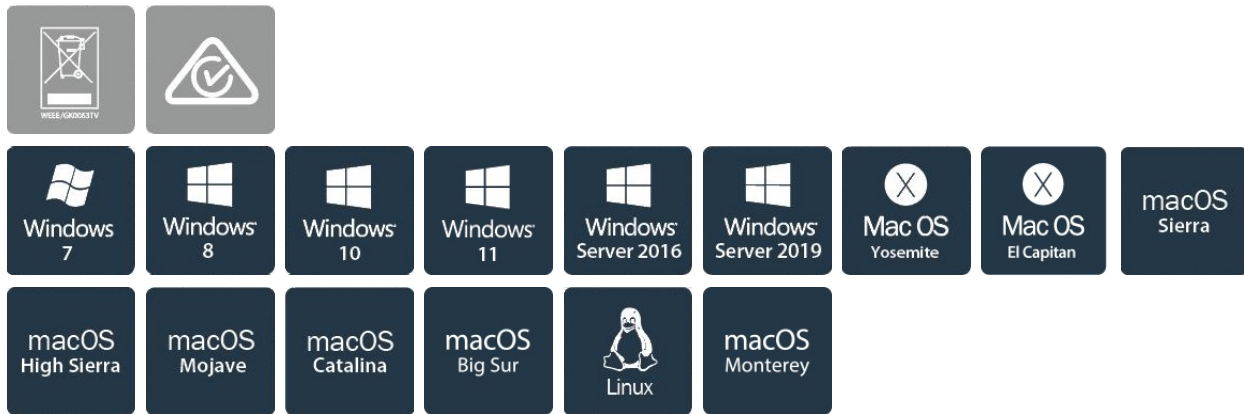 WEEE/GK0063TV
Windows
7
Windows
8
Windows
10
Windows
11
Windows
Server 2016
Windows
Server 2019
X
Mac OS
Yosemite
X
Mac OS
El Capitan
macOS
Sierra
macOS
High Sierra
macOS
Mojave
macOS
Catalina
macOS
Big Sur
Linux
macOS
Monterey